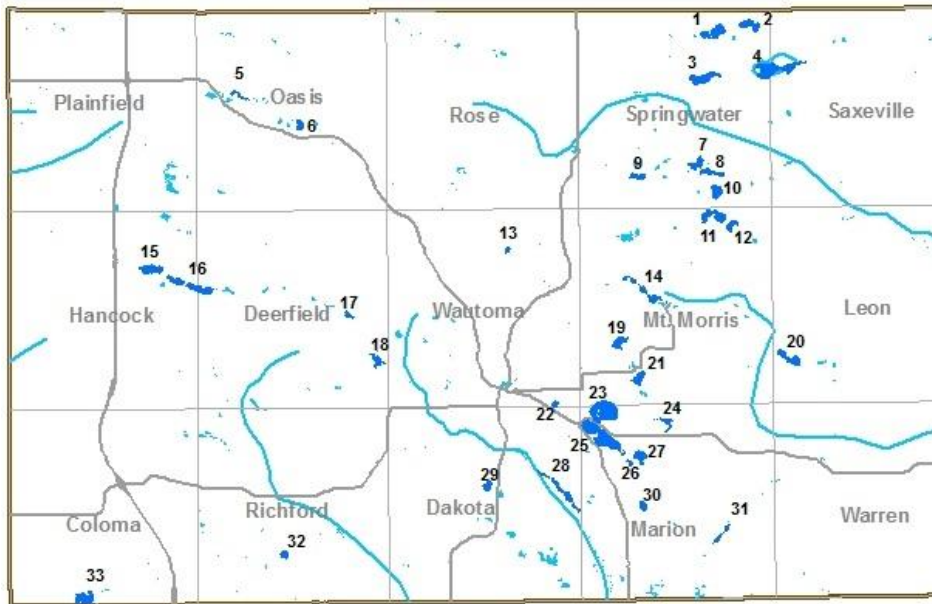 1
2
3
4
5
Oasis
Plainfield
6
Rose
Springwater
Saxeville
7
8
9
10
11
12
13
14
15
16
Hancock
Deerfield
17
Wautoma
Mt. Morris
Leon
18
19
20
21
22
23
24
25
26
27
28
29
30
31
Coloma
Richford
Dakota
Marion
Warren
32
33